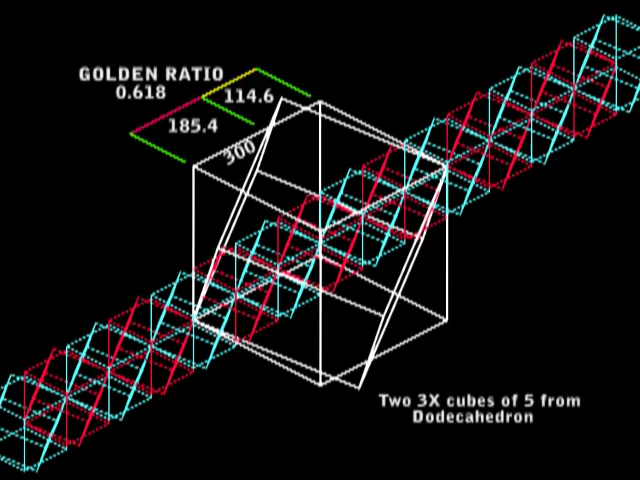 GOLDEN RATIO
0.618
114.6
185.4
300
Two 3X cubes of 5 from
Dodecahedron